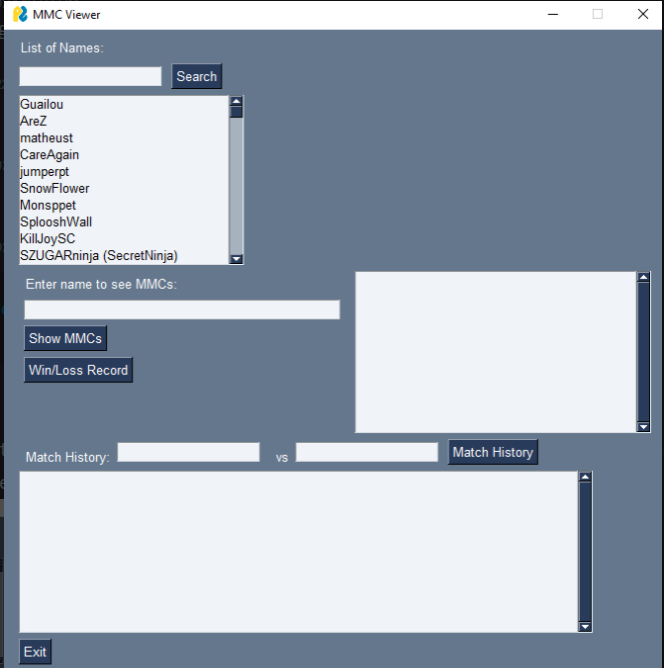 MMC Viewer
List of Names:
Search
Guailou
AreZ
matheust
CareAgain
jumperpt
SnowFlower
Monsppet
SplooshWall
KillJoySC
SZUGARninja (SecretNinja)
Enter name to see MMCs:
Show MMCs
Win/Loss Record
Match History: vs Match History
Exit